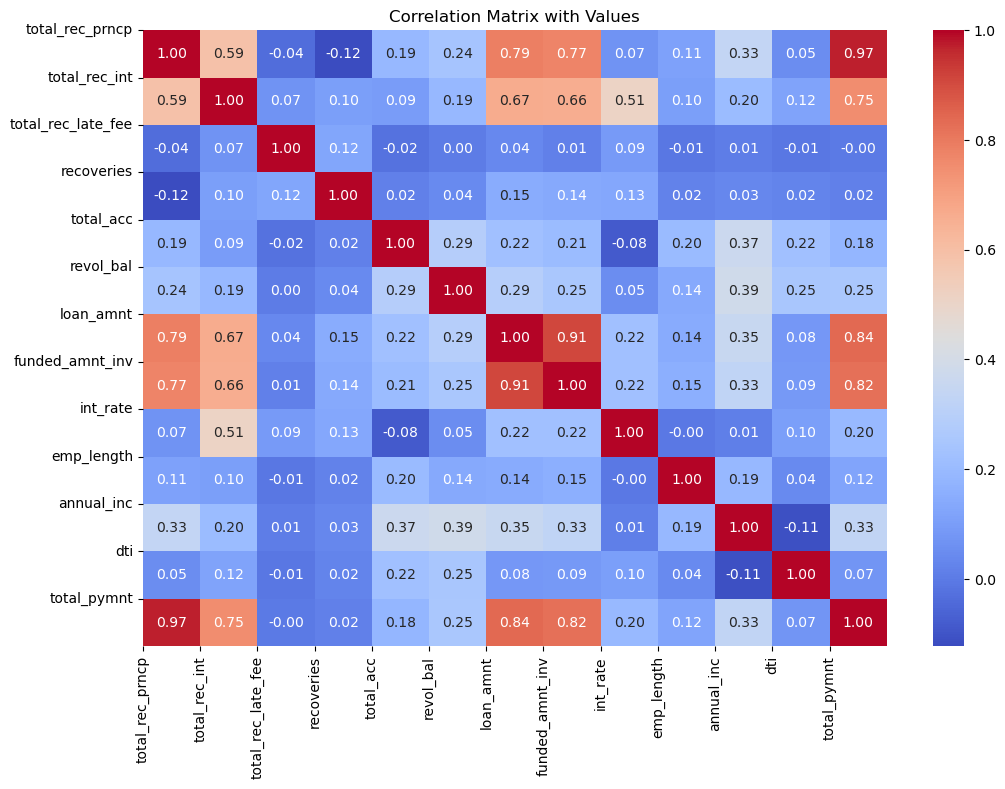 Correlation Matrix with Values
total_rec_prncp
1.00 0.59 -0.04 -0.12 0.19 0.24 0.79 0.77 0.07 0.11 0.33 0.05 0.97
total_rec_int
0.59 1.00 0.07 0.10 0.09 0.19 0.67 0.66 0.51 0.10 0.20 0.12 0.75
total_rec_late_fee
-0.04 0.07 1.00 0.12 -0.02 0.00 0.04 0.01 0.09 -0.01 0.01 -0.01 -0.00
recoveries
-0.12 0.10 0.12 1.00 0.02 0.04 0.15 0.14 0.13 0.02 0.03 0.02 0.02
total_acc
0.19 0.09 -0.02 0.02 1.00 0.29 0.22 0.21 -0.08 0.20 0.37 0.22 0.18
revol_bal
0.24 0.19 0.00 0.04 0.29 1.00 0.29 0.25 0.05 0.14 0.39 0.25 0.25
loan_amnt
0.79 0.67 0.04 0.15 0.22 0.29 1.00 0.91 0.22 0.14 0.35 0.08 0.84
funded_amnt_inv
0.77 0.66 0.01 0.14 0.21 0.25 0.91 1.00 0.22 0.15 0.33 0.09 0.82
int_rate
0.07 0.51 0.09 0.13 -0.08 0.05 0.22 0.22 1.00 -0.00 0.01 0.10 0.20
emp_length
0.11 0.10 -0.01 0.02 0.20 0.14 0.14 0.15 -0.00 1.00 0.19 0.04 0.12
annual_inc
0.33 0.20 0.01 0.03 0.37 0.39 0.35 0.33 0.01 0.19 1.00 -0.11 0.33
dti
0.05 0.12 -0.01 0.02 0.22 0.25 0.08 0.09 0.10 0.04 -0.11 1.00 0.07
total_pymnt
0.97 0.75 -0.00 0.02 0.18 0.25 0.84 0.82 0.20 0.12 0.33 0.07 1.00
total_rec_prncp
total_rec_int
total_rec_late_fee
recoveries
total_acc
revol_bal
loan_amnt
funded_amnt_inv
int_rate
emp_length
annual_inc
dti
total_pymnt
1.0
0.8
0.6
0.4
0.2
0.0